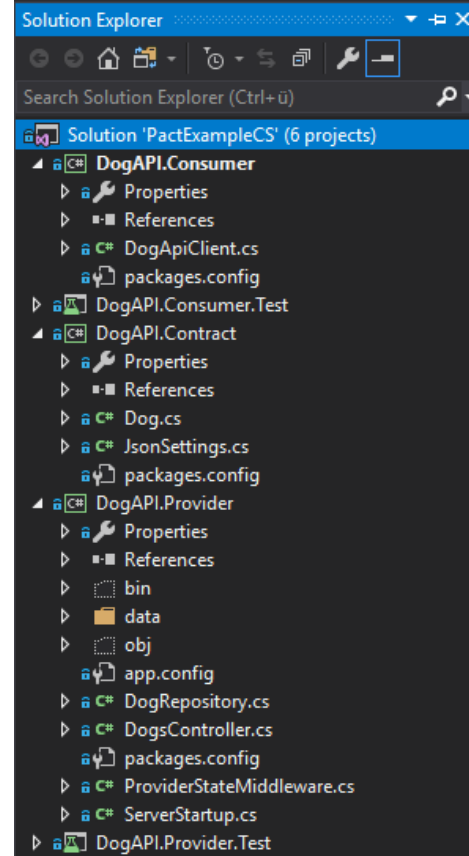 Solution Explorer
Search Solution Explorer (Ctrl+ü)
Solution 'PactExampleCS' (6 projects)
C# DogAPI.Consumer
Properties
References
C# DogApiClient.cs
packages.config
DogAPI.Consumer.Test
C# DogAPI.Contract
Properties
References
C# Dog.cs
C# JsonSettings.cs
packages.config
C# DogAPI.Provider
Properties
References
bin
data
obj
app.config
C# DogRepository.cs
C# DogsController.cs
packages.config
C# ProviderStateMiddleware.cs
C# ServerStartup.cs
DogAPI.Provider.Test